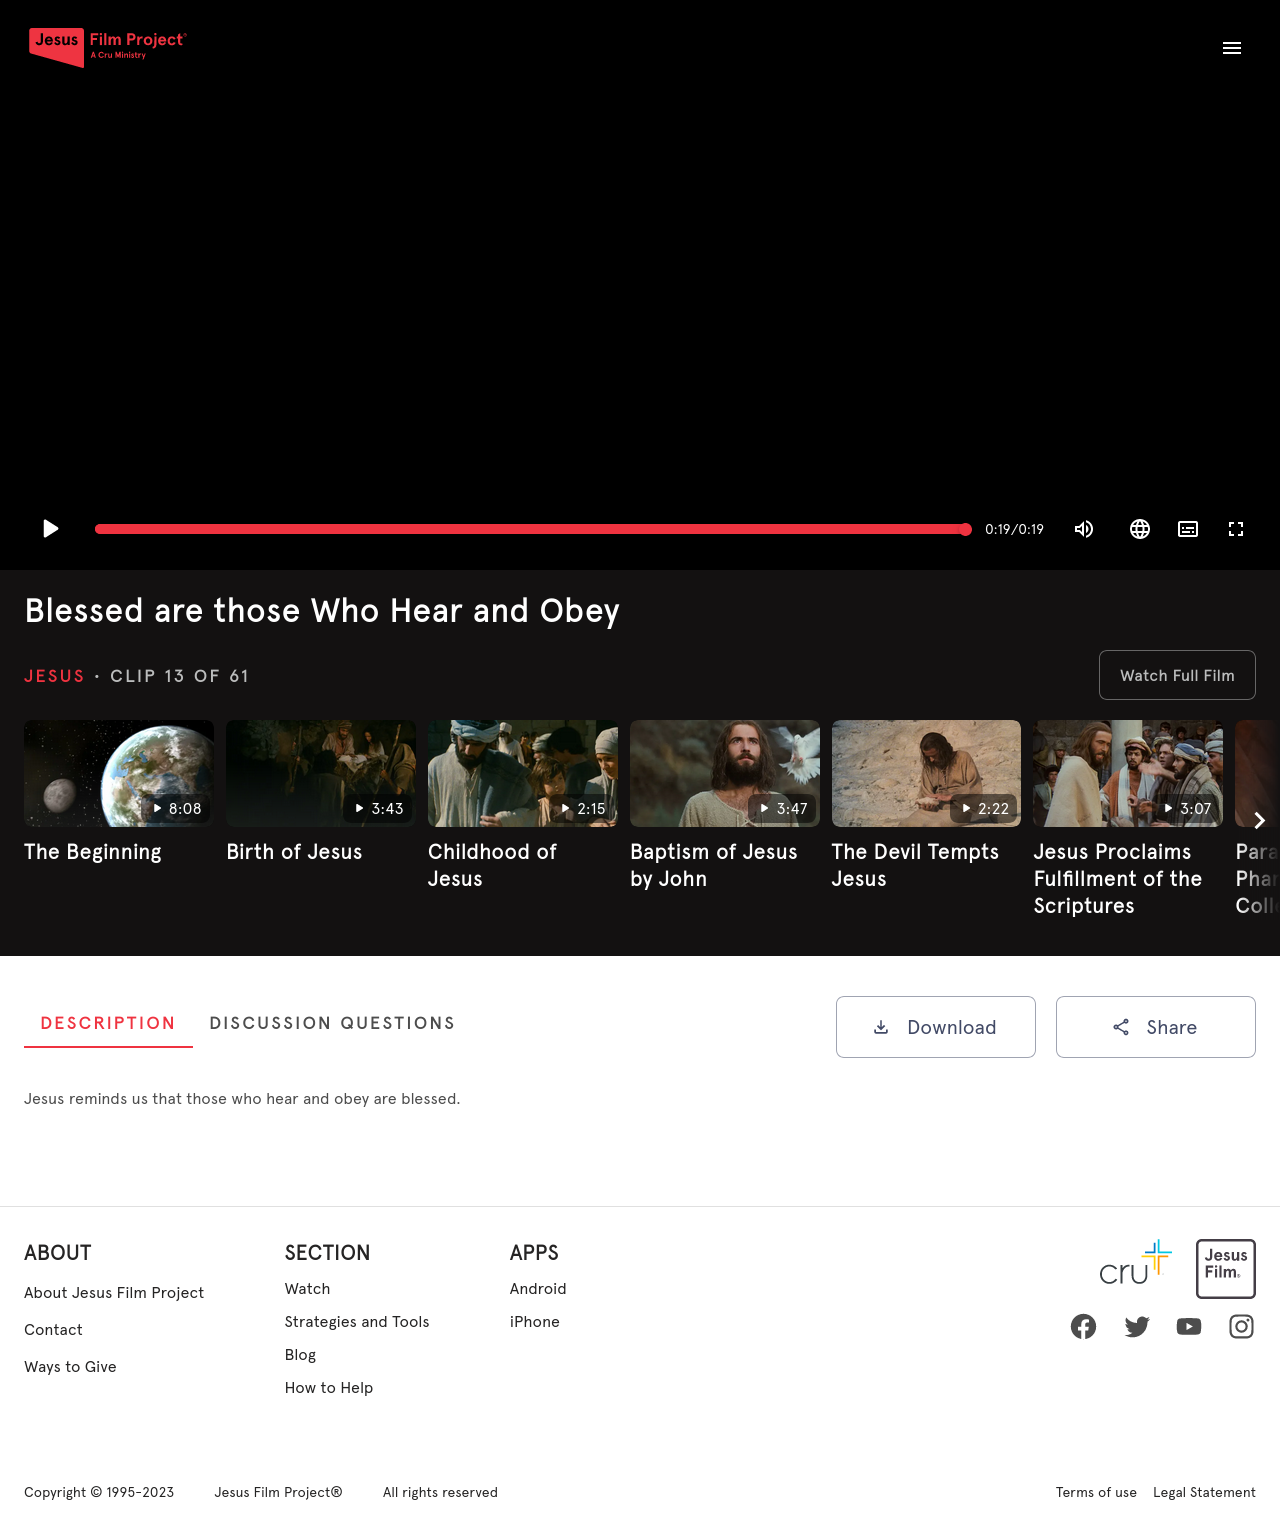 Jesus Film Project®
A Cru Ministry
0:19/0:19
Blessed are those Who Hear and Obey
JESUS • CLIP 13 OF 61
Watch Full Film
8:08
3:43
2:15
3:47
2:22
3:07
The Beginning
Birth of Jesus
Childhood of
Jesus
Baptism of Jesus
by John
The Devil Tempts
Jesus
Jesus Proclaims
Fulfillment of the
Scriptures
DESCRIPTION
DISCUSSION QUESTIONS
Download
Share
Jesus reminds us that those who hear and obey are blessed.
ABOUT
About Jesus Film Project
Contact
Ways to Give
SECTION
Watch
Strategies and Tools
Blog
How to Help
APPS
Android
iPhone
cru
Jesus
Film®
Copyright © 1995-2023
Jesus Film Project®
All rights reserved
Terms of use
Legal Statement